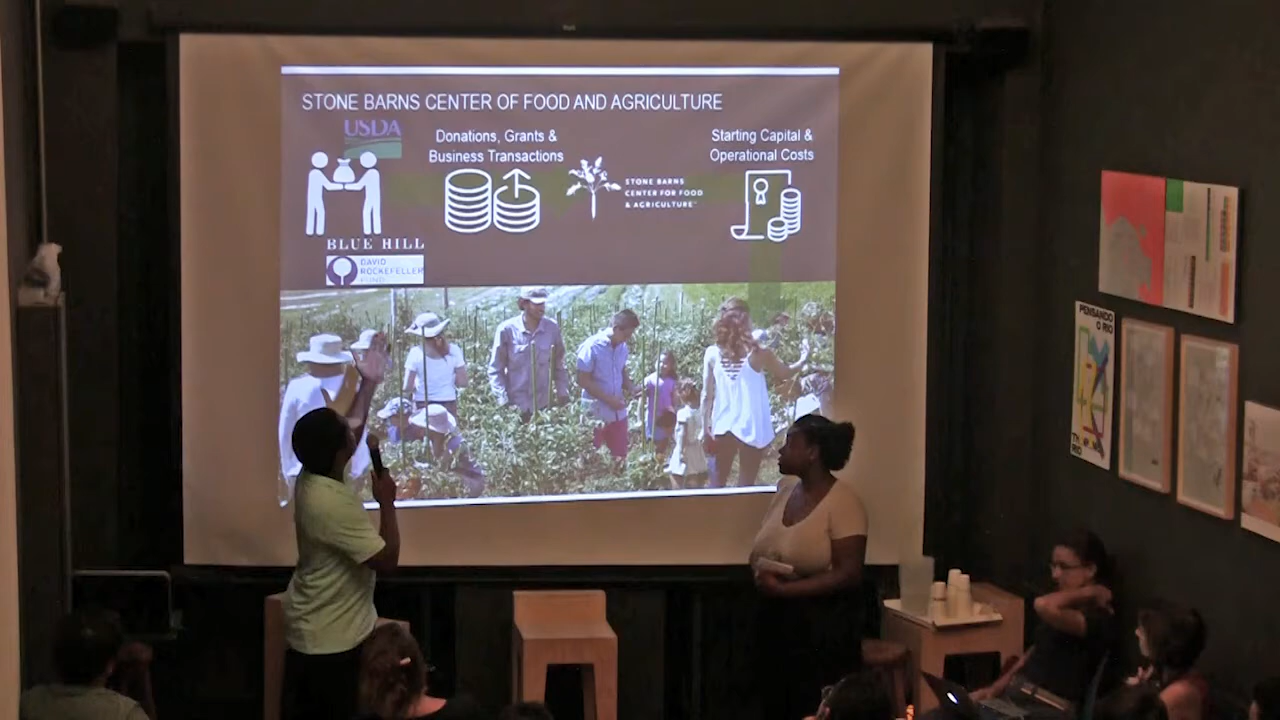 STONE BARNS CENTER OF FOOD AND AGRICULTURE
USDA
Donations, Grants &
Business Transactions
Starting Capital &
Operational Costs
STONE BARNS
CENTER FOR FOOD
& AGRICULTURE
BLUE HILL
DAVID
ROCKEFELLER
FUND
PENSANDO
O RIO